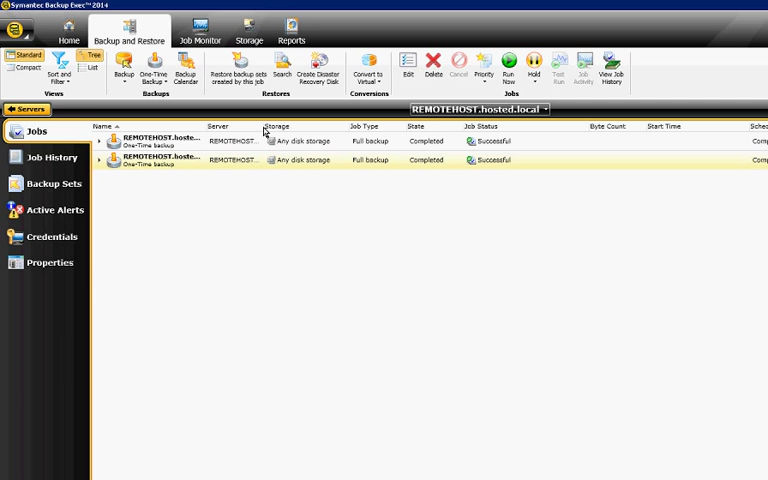 Symantec Backup Exec™ 2014
Home
Backup and Restore
Job Monitor
Storage
Reports
Standard
Compact
Sort and Filter
Tree
List
Views
Backup
One-Time Backup
Backup Calendar
Backups
Restore backup sets created by this job
Search
Create Disaster Recovery Disk
Restores
Convert to Virtual
Conversions
Edit
Delete
Cancel
Priority
Run Now
Hold
Test Run
Job Activity
View Job History
Jobs
Servers
REMOTEHOST.hosted.local
Jobs
Job History
Backup Sets
Active Alerts
Credentials
Properties
Name Server Storage Job Type State Job Status Byte Count Start Time Sched
REMOTEHOST.hoste... REMOTEHOST... Any disk storage Full backup Completed Successful Comp
One-Time backup
REMOTEHOST.hoste... REMOTEHOST... Any disk storage Full backup Completed Successful Comp
One-Time backup